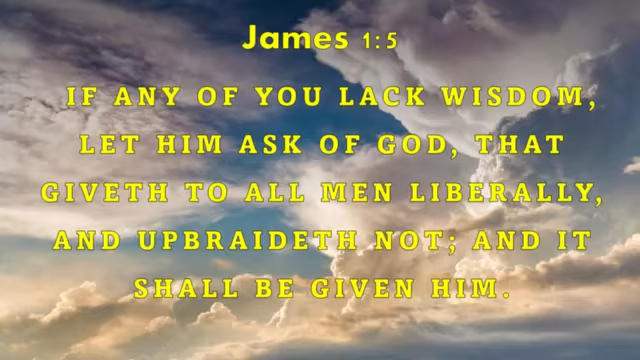 James 1:5
IF ANY OF YOU LACK WISDOM,
LET HIM ASK OF GOD, THAT
GIVETH TO ALL MEN LIBERALLY,
AND UPBRAIDETH NOT; AND IT
SHALL BE GIVEN HIM.